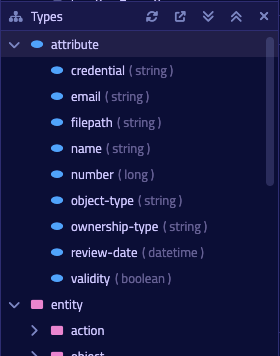 Types
attribute
credential ( string )
email ( string )
filepath ( string )
name ( string )
number ( long )
object-type ( string )
ownership-type ( string )
review-date ( datetime )
validity ( boolean )
entity
action
object